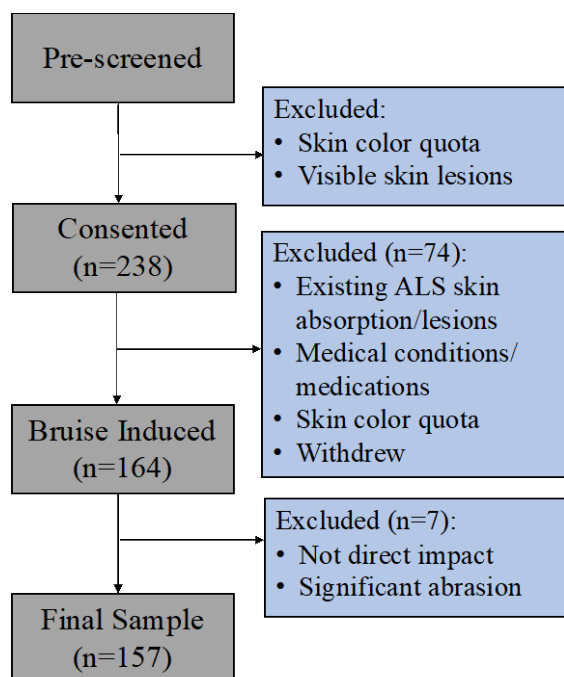 Pre-screened
Excluded:
• Skin color quota
• Visible skin lesions
Consented
(n=238)
Excluded (n=74):
• Existing ALS skin
absorption/lesions
• Medical conditions/
medications
• Skin color quota
• Withdrew
Bruise Induced
(n=164)
Excluded (n=7):
• Not direct impact
• Significant abrasion
Final Sample
(n=157)